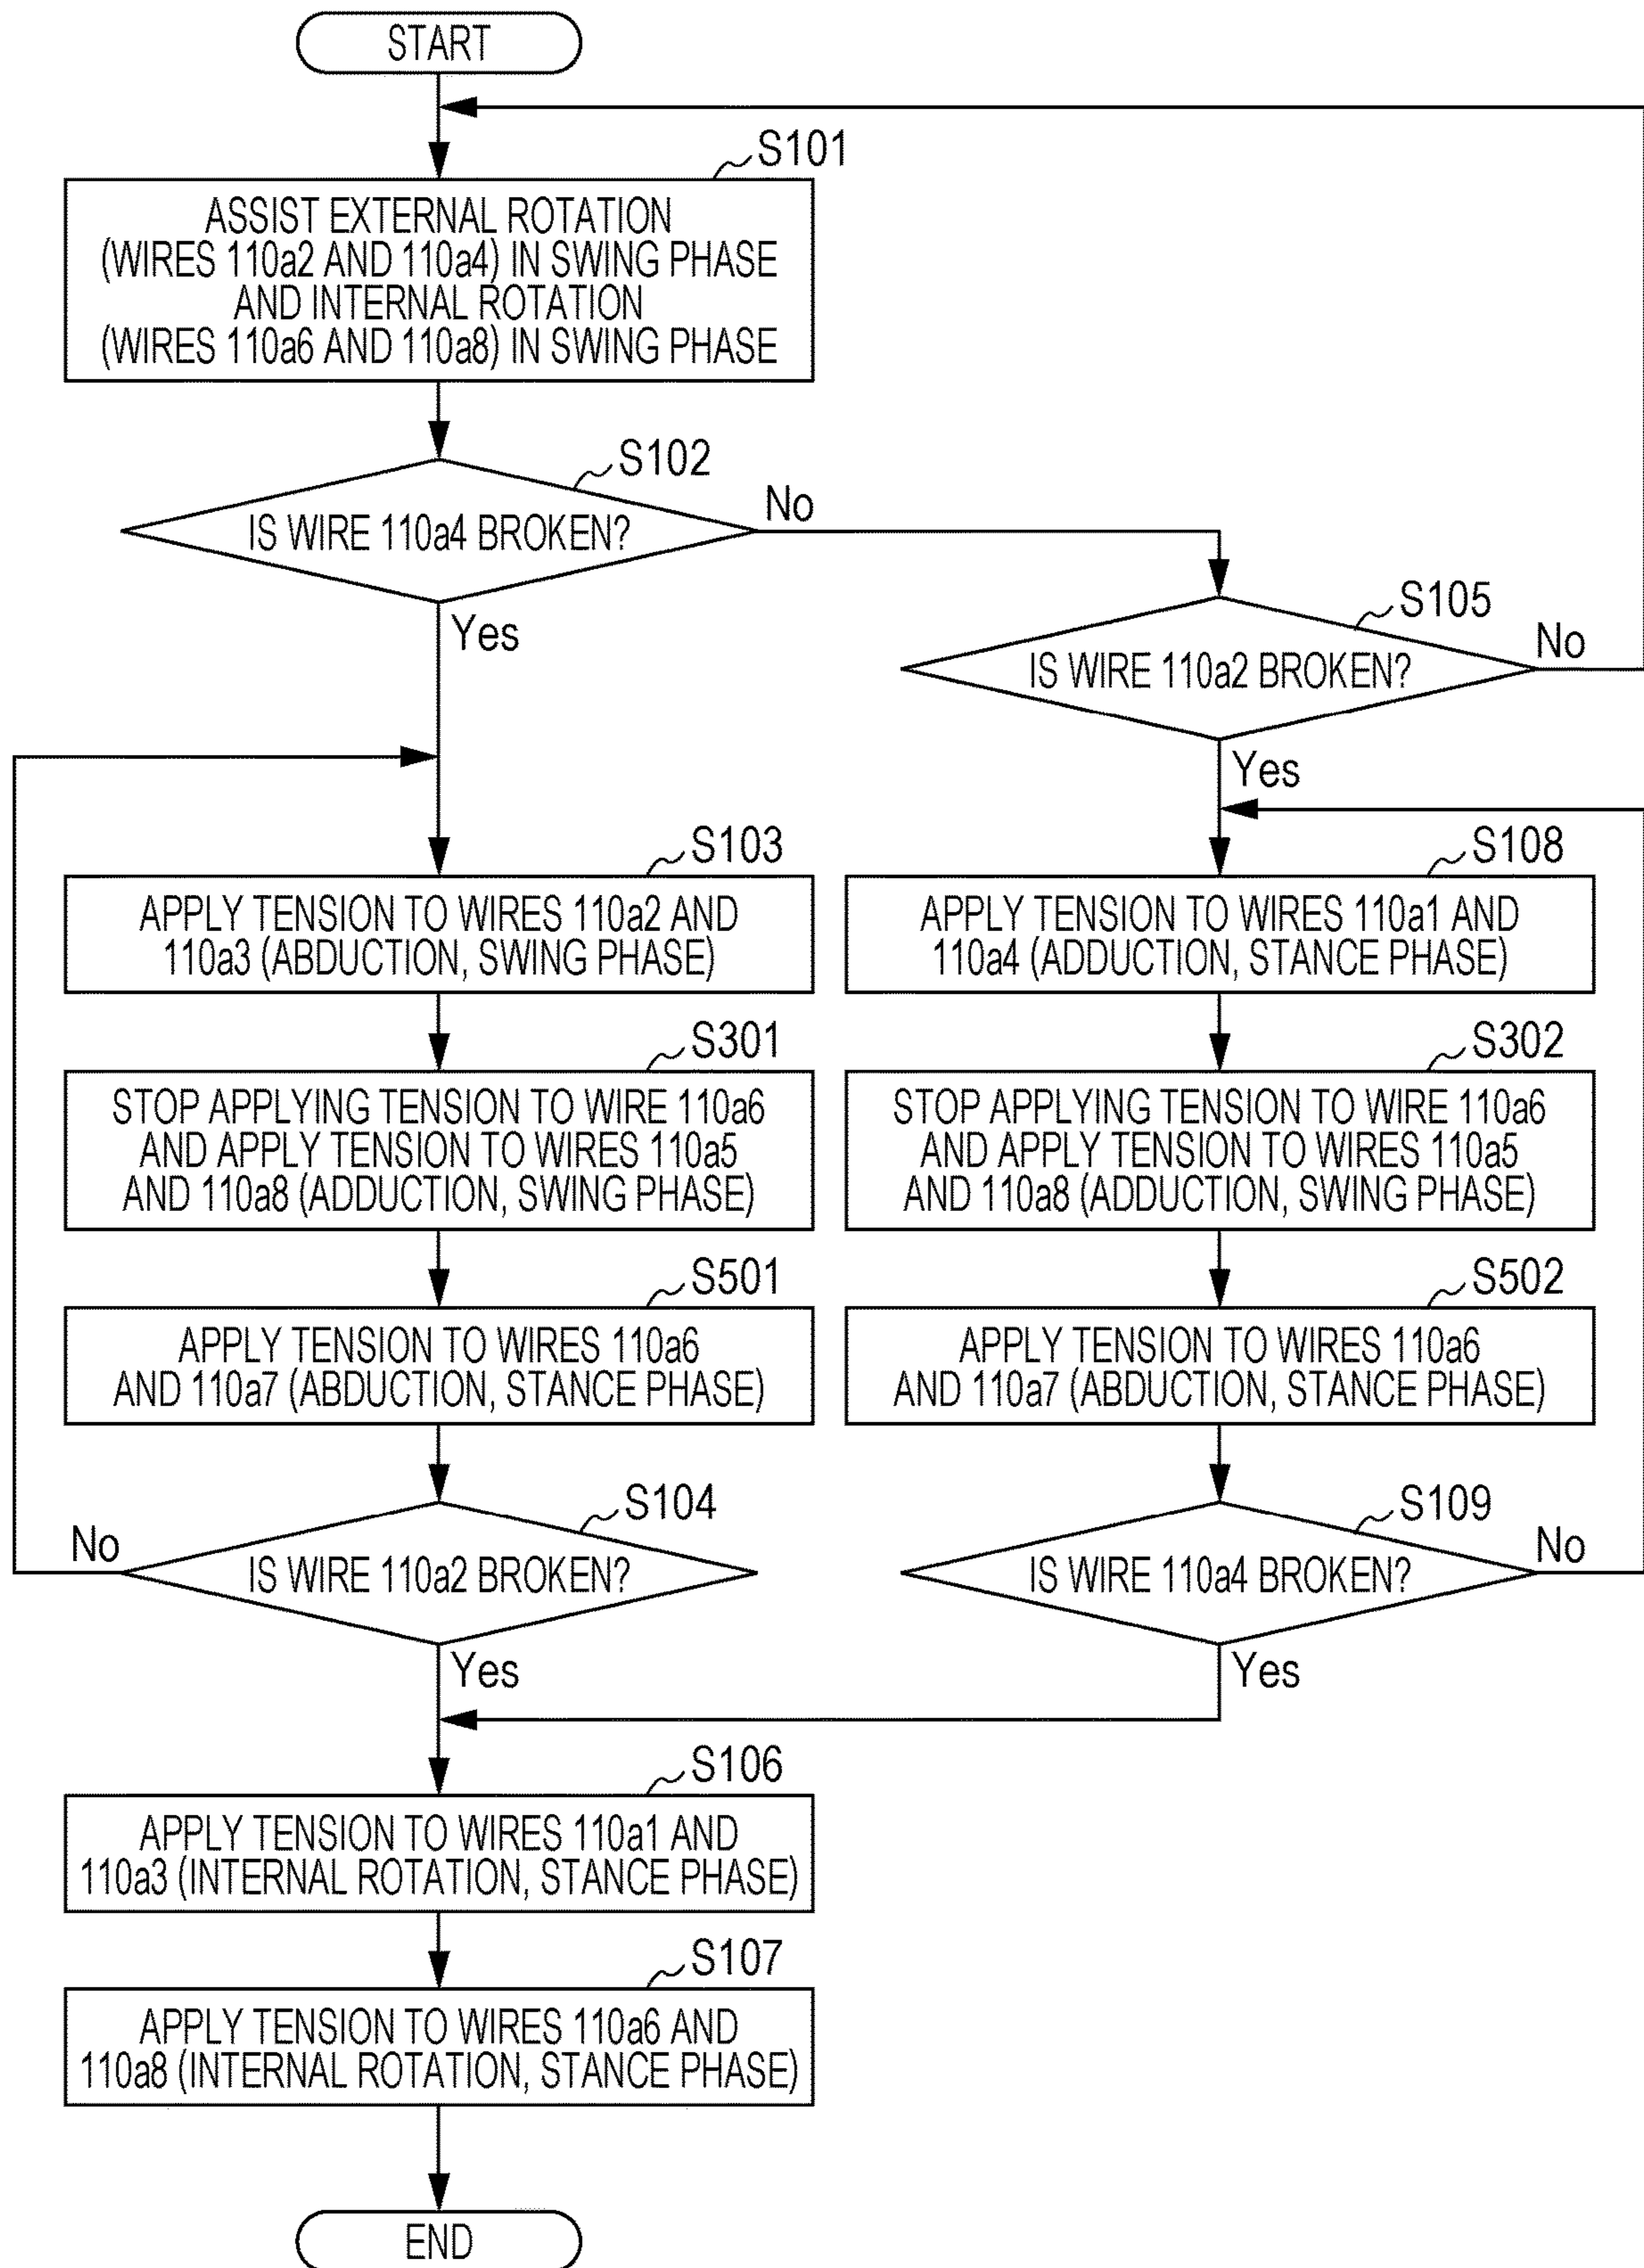 START
S101
ASSIST EXTERNAL ROTATION
(WIRES 110a2 AND 110a4) IN SWING PHASE
AND INTERNAL ROTATION
(WIRES 110a6 AND 110a8) IN SWING PHASE
S102
IS WIRE 110a4 BROKEN?
No
Yes
S105
IS WIRE 110a2 BROKEN?
No
Yes
S103
APPLY TENSION TO WIRES 110a2 AND
110a3 (ABDUCTION, SWING PHASE)
S108
APPLY TENSION TO WIRES 110a1 AND
110a4 (ADDUCTION, STANCE PHASE)
S301
STOP APPLYING TENSION TO WIRE 110a6
AND APPLY TENSION TO WIRES 110a5
AND 110a8 (ADDUCTION, SWING PHASE)
S302
STOP APPLYING TENSION TO WIRE 110a6
AND APPLY TENSION TO WIRES 110a5
AND 110a8 (ADDUCTION, SWING PHASE)
S501
APPLY TENSION TO WIRES 110a6
AND 110a7 (ABDUCTION, STANCE PHASE)
S502
APPLY TENSION TO WIRES 110a6
AND 110a7 (ABDUCTION, STANCE PHASE)
S104
No
IS WIRE 110a2 BROKEN?
Yes
S109
IS WIRE 110a4 BROKEN?
No
Yes
S106
APPLY TENSION TO WIRES 110a1 AND
110a3 (INTERNAL ROTATION, STANCE PHASE)
S107
APPLY TENSION TO WIRES 110a6 AND
110a8 (INTERNAL ROTATION, STANCE PHASE)
END